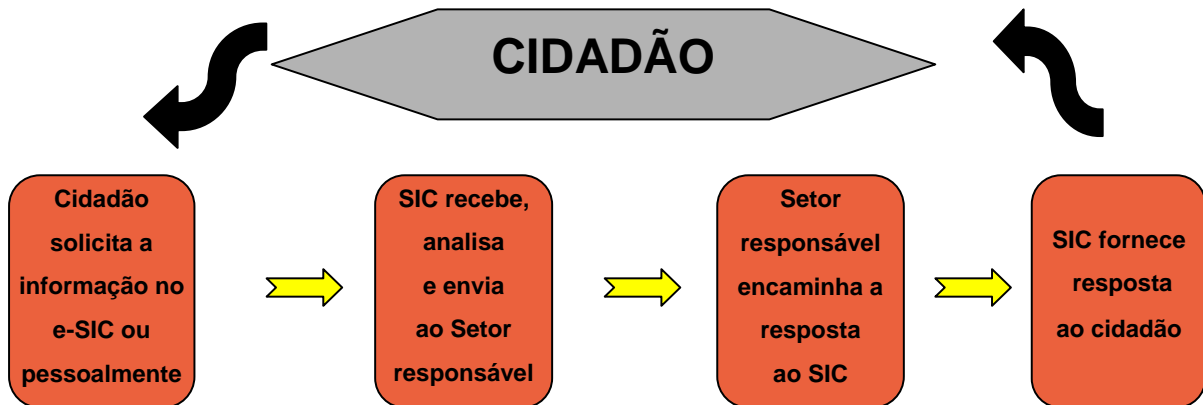 CIDADÃO
Cidadão
solicita a
informação no
e-SIC ou
pessoalmente
SIC recebe,
analisa
e envia
ao Setor
responsável
Setor
responsável
encaminha a
resposta
ao SIC
SIC fornece
resposta
ao cidadão